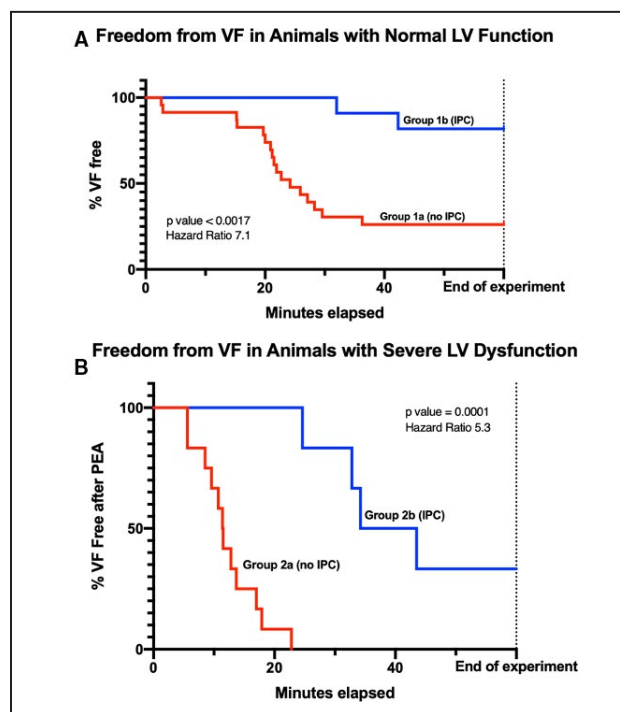 A Freedom from VF in Animals with Normal LV Function
100
Group 1b (IPC)
% VF free
50
Group 1a (no IPC)
p value < 0.0017
Hazard Ratio 7.1
0
0 20 40 End of experiment
Minutes elapsed
Freedom from VF in Animals with Severe LV Dysfunction
B
100
p value = 0.0001
Hazard Ratio 5.3
% VF Free after PEA
Group 2b (IPC)
50
Group 2a (no IPC)
0
0 20 40 End of experiment
Minutes elapsed